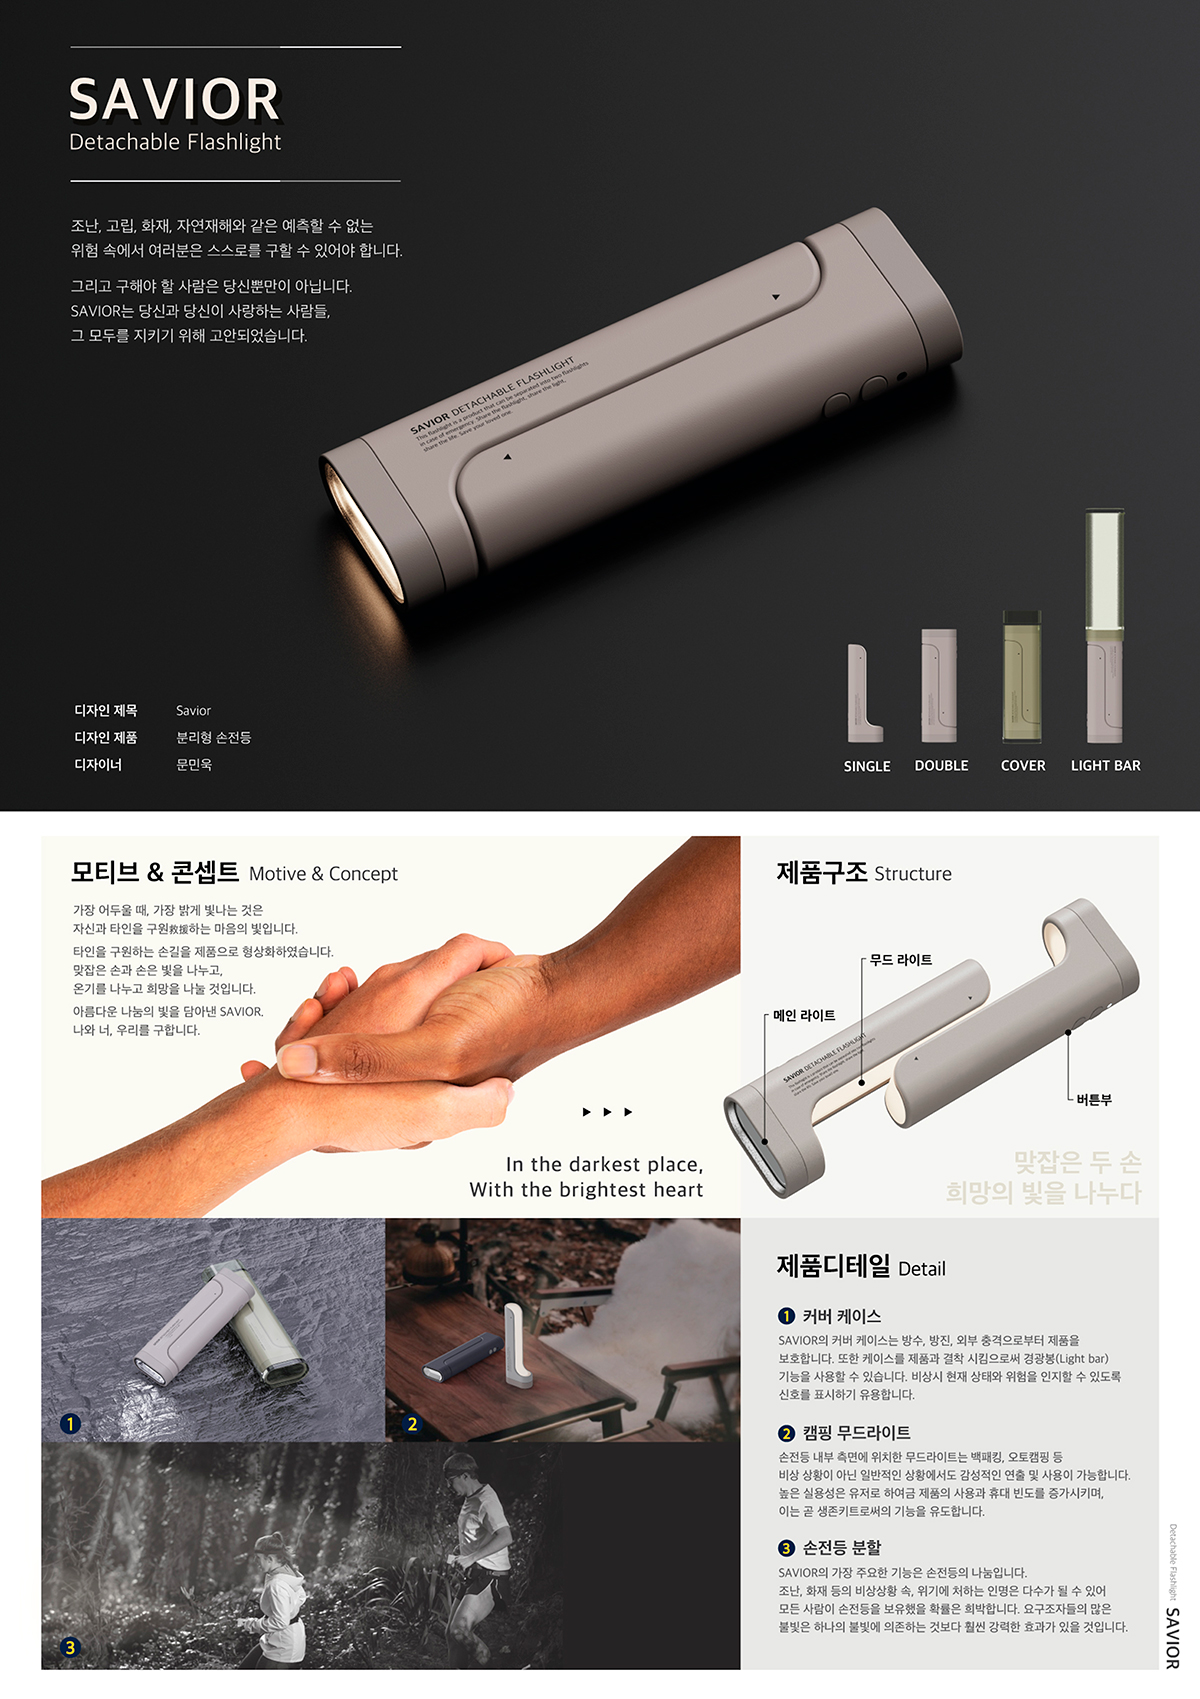 SAVIOR
Detachable Flashlight
조난, 고립, 화재, 자연재해와 같은 예측할 수 없는
위험 속에서 여러분은 스스로를 구할 수 있어야 합니다.
그리고 구해야 할 사람은 당신뿐만이 아닙니다.
SAVIOR는 당신과 당신이 사랑하는 사람들,
그 모두를 지키기 위해 고안되었습니다.
SAVIOR DETACHABLE FLASHLIGHT
This flashlight is a product that can be separated into two flashlights
in case of emergency. Share the flashlight, share the light,
share the life. Save your loved one.
디자인 제목 Savior
디자인 제품 분리형 손전등
디자이너 문민욱
SINGLE
DOUBLE
COVER
LIGHT BAR
모티브 & 콘셉트 Motive & Concept
가장 어두울 때, 가장 밝게 빛나는 것은
자신과 타인을 구원救援하는 마음의 빛입니다.
타인을 구원하는 손길을 제품으로 형상화하였습니다.
맞잡은 손과 손은 빛을 나누고,
온기를 나누고 희망을 나눌 것입니다.
아름다운 나눔의 빛을 담아낸 SAVIOR.
나와 너, 우리를 구합니다.
In the darkest place,
With the brightest heart
제품구조 Structure
무드 라이트
메인 라이트
SAVIOR DETACHABLE FLASHLIGHT
버튼부
맞잡은 두 손
희망의 빛을 나누다
1
2
3
제품디테일 Detail
1 커버 케이스
SAVIOR의 커버 케이스는 방수, 방진, 외부 충격으로부터 제품을
보호합니다. 또한 케이스를 제품과 결착 시킴으로써 경광봉(Light bar)
기능을 사용할 수 있습니다. 비상시 현재 상태와 위험을 인지할 수 있도록
신호를 표시하기 유용합니다.
2 캠핑 무드라이트
손전등 내부 측면에 위치한 무드라이트는 백패킹, 오토캠핑 등
비상 상황이 아닌 일반적인 상황에서도 감성적인 연출 및 사용이 가능합니다.
높은 실용성은 유저로 하여금 제품의 사용과 휴대 빈도를 증가시키며,
이는 곧 생존키트로써의 기능을 유도합니다.
3 손전등 분할
SAVIOR의 가장 주요한 기능은 손전등의 나눔입니다.
조난, 화재 등의 비상상황 속, 위기에 처하는 인명은 다수가 될 수 있어
모든 사람이 손전등을 보유했을 확률은 희박합니다. 요구조자들의 많은
불빛은 하나의 불빛에 의존하는 것보다 훨씬 강력한 효과가 있을 것입니다.
Detachable Flashlight SAVIOR